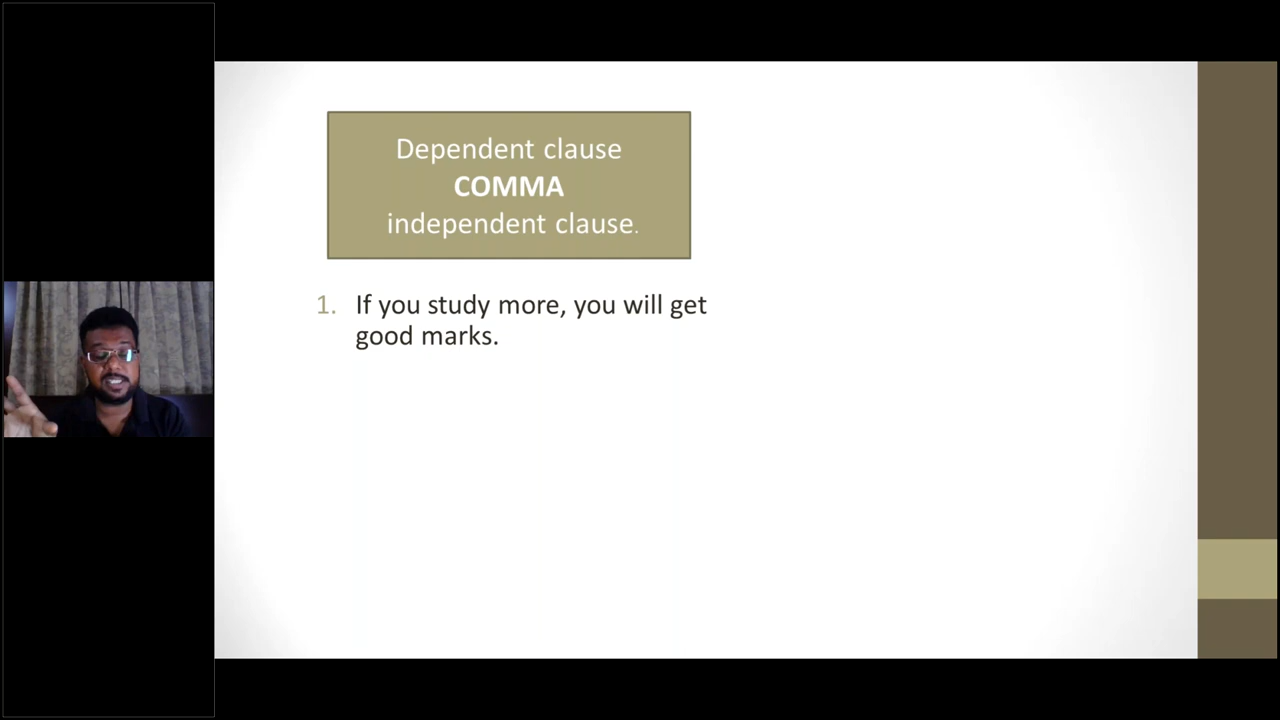 Dependent clause
COMMA
independent clause.
1. If you study more, you will get
good marks.